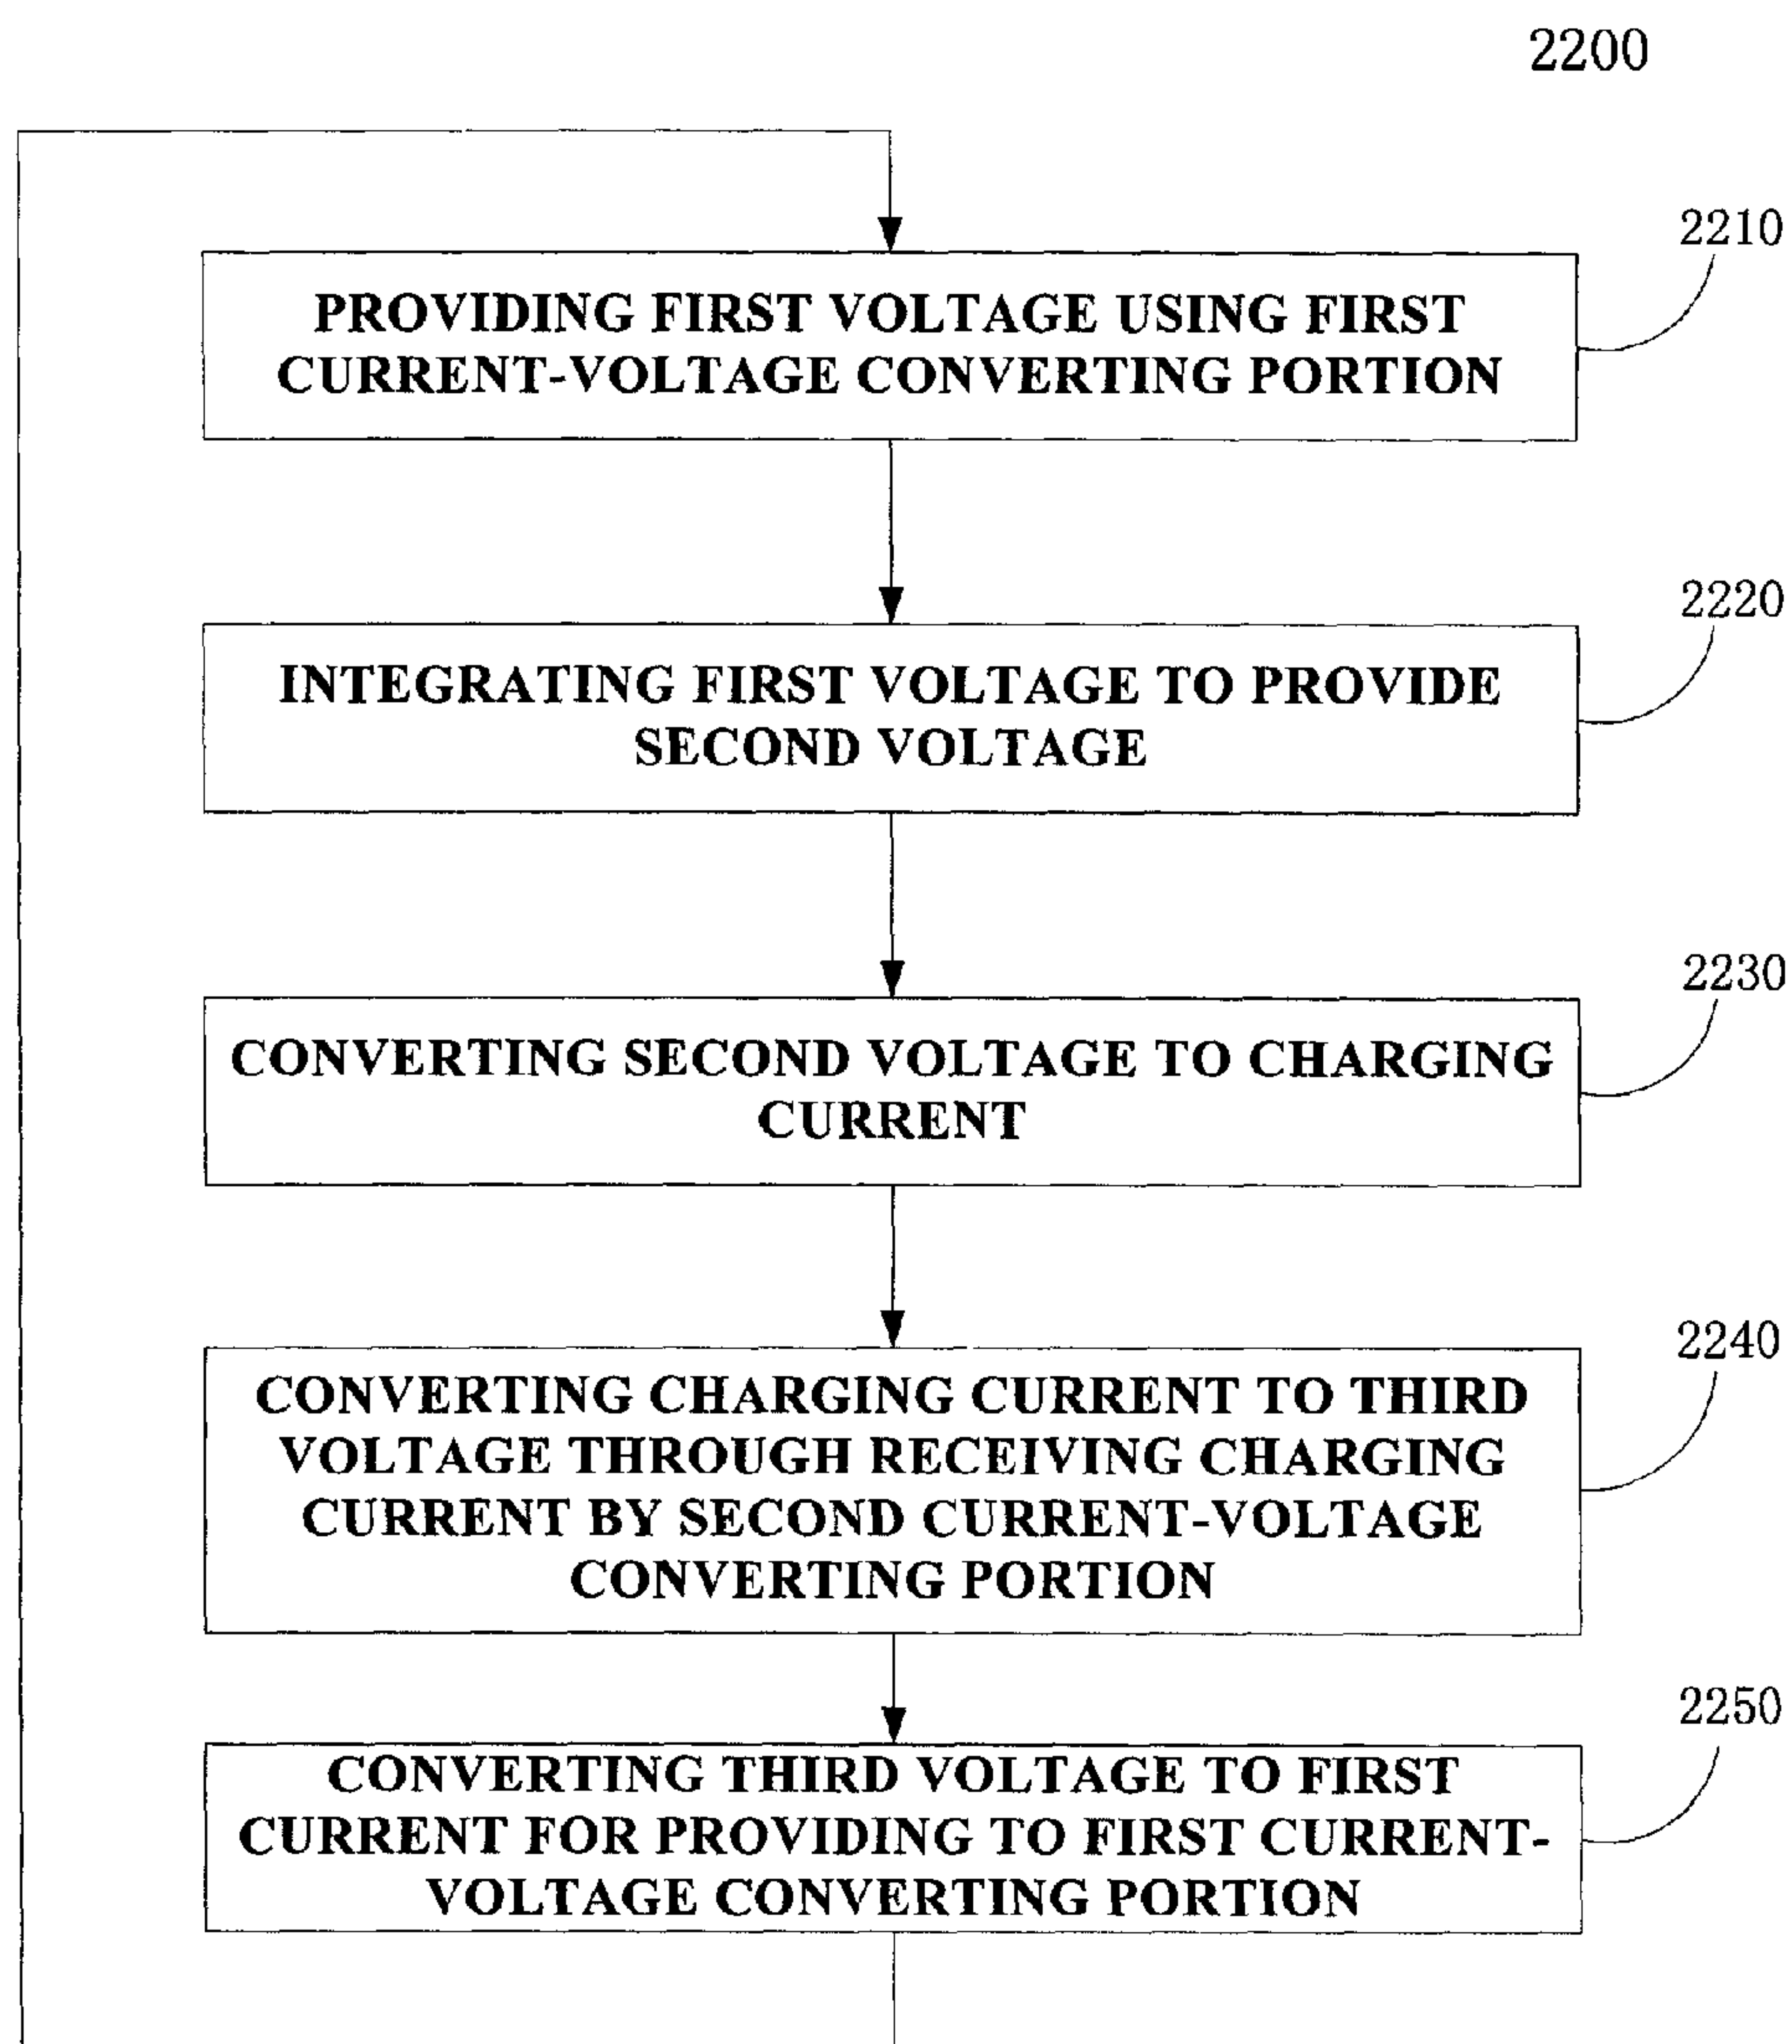 2200
2210
PROVIDING FIRST VOLTAGE USING FIRST
CURRENT-VOLTAGE CONVERTING PORTION
2220
INTEGRATING FIRST VOLTAGE TO PROVIDE
SECOND VOLTAGE
2230
CONVERTING SECOND VOLTAGE TO CHARGING
CURRENT
2240
CONVERTING CHARGING CURRENT TO THIRD
VOLTAGE THROUGH RECEIVING CHARGING
CURRENT BY SECOND CURRENT-VOLTAGE
CONVERTING PORTION
2250
CONVERTING THIRD VOLTAGE TO FIRST
CURRENT FOR PROVIDING TO FIRST CURRENT-
VOLTAGE CONVERTING PORTION